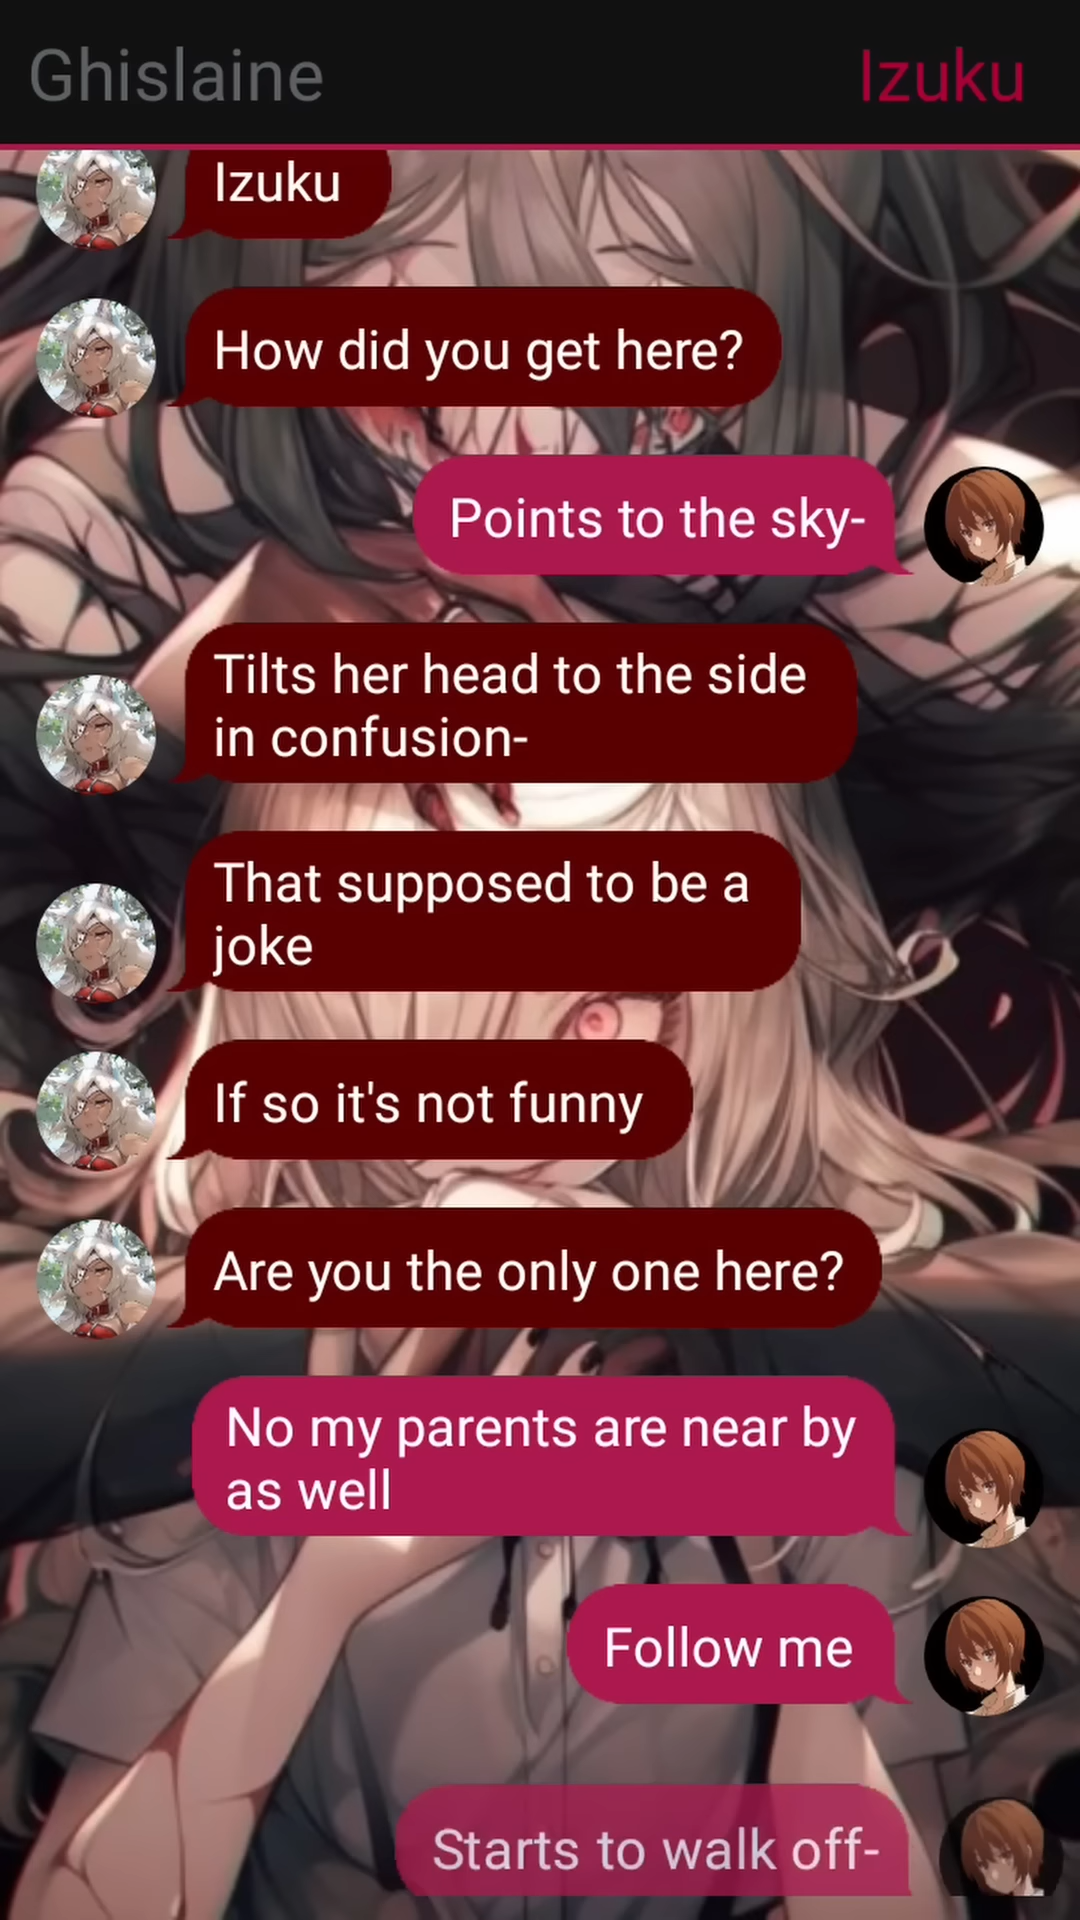 Ghislaine
Izuku
Izuku
How did you get here?
Points to the sky-
Tilts her head to the side
in confusion-
That supposed to be a
joke
If so it's not funny
Are you the only one here?
No my parents are near by
as well
Follow me
Starts to walk off-